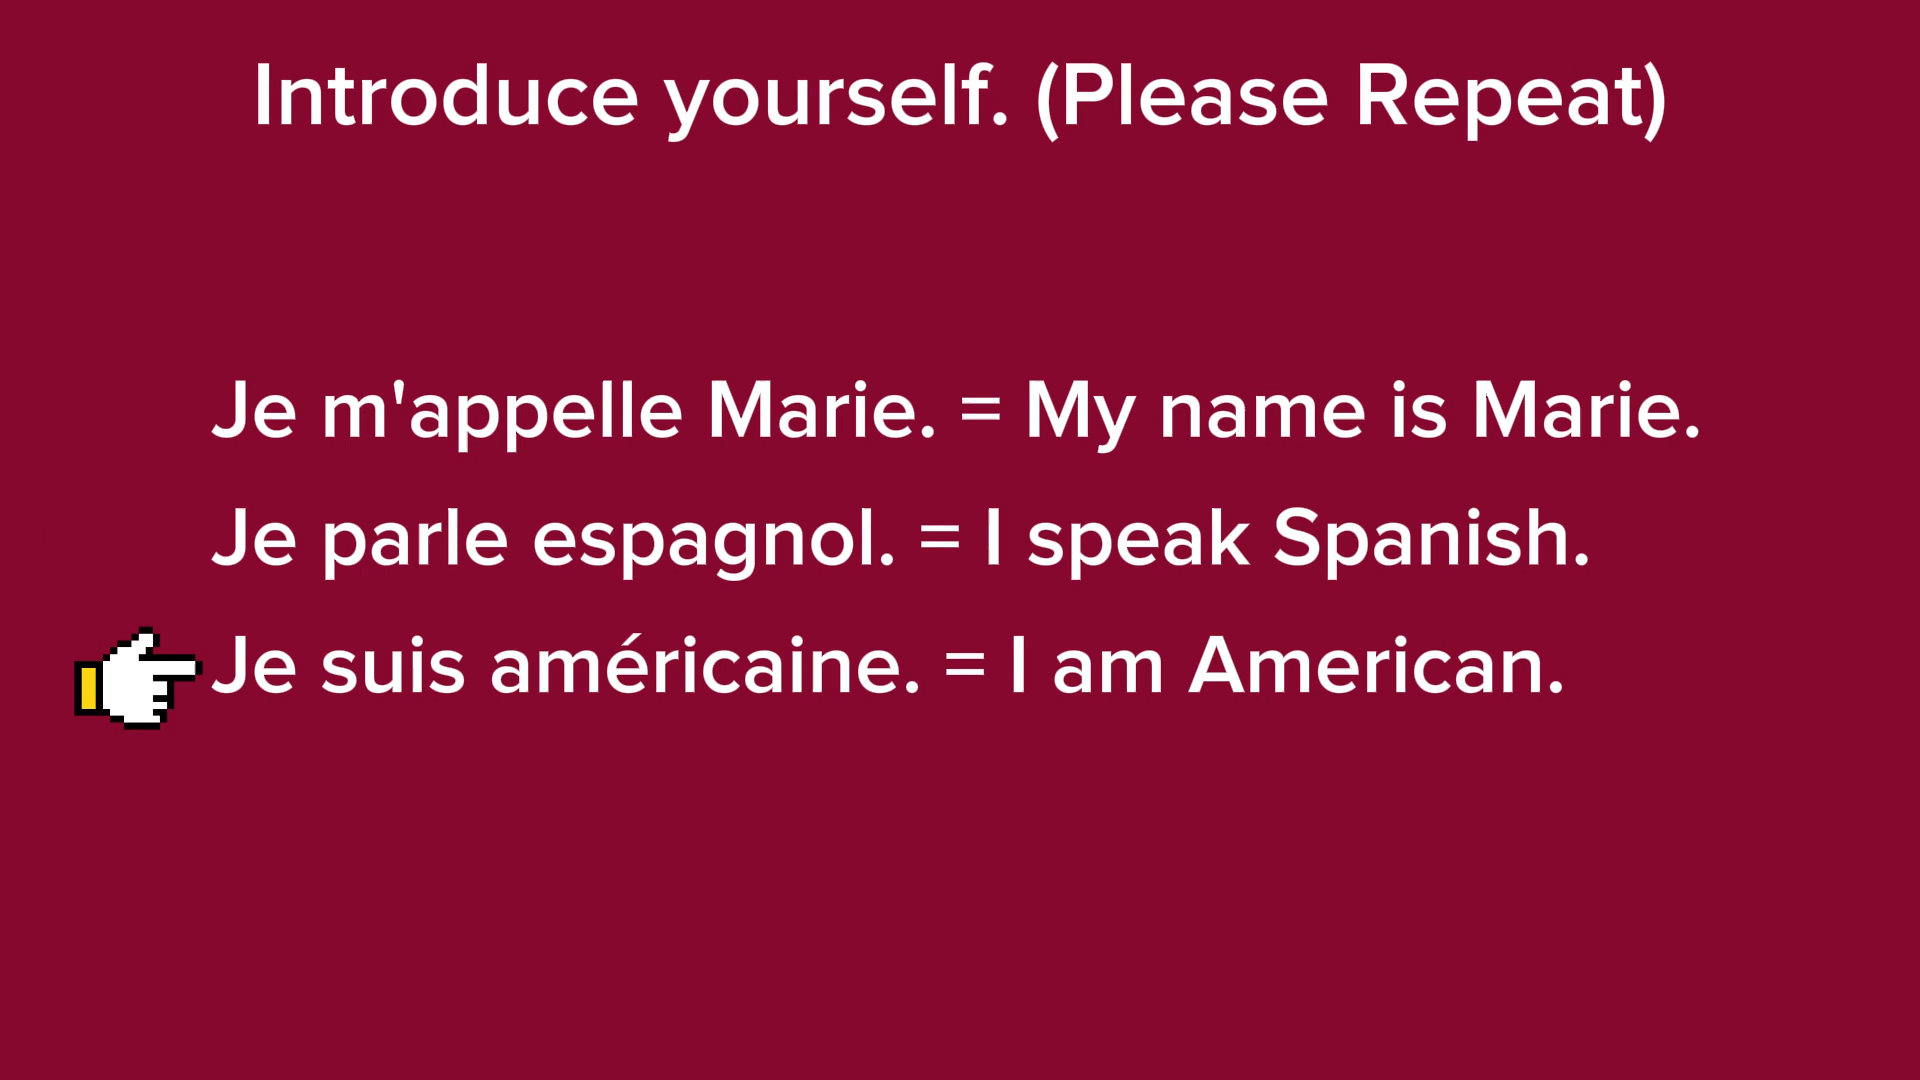 Introduce yourself. (Please Repeat)
Je m'appelle Marie. = My name is Marie.
Je parle espagnol. = I speak Spanish.
Je suis américaine. = I am American.